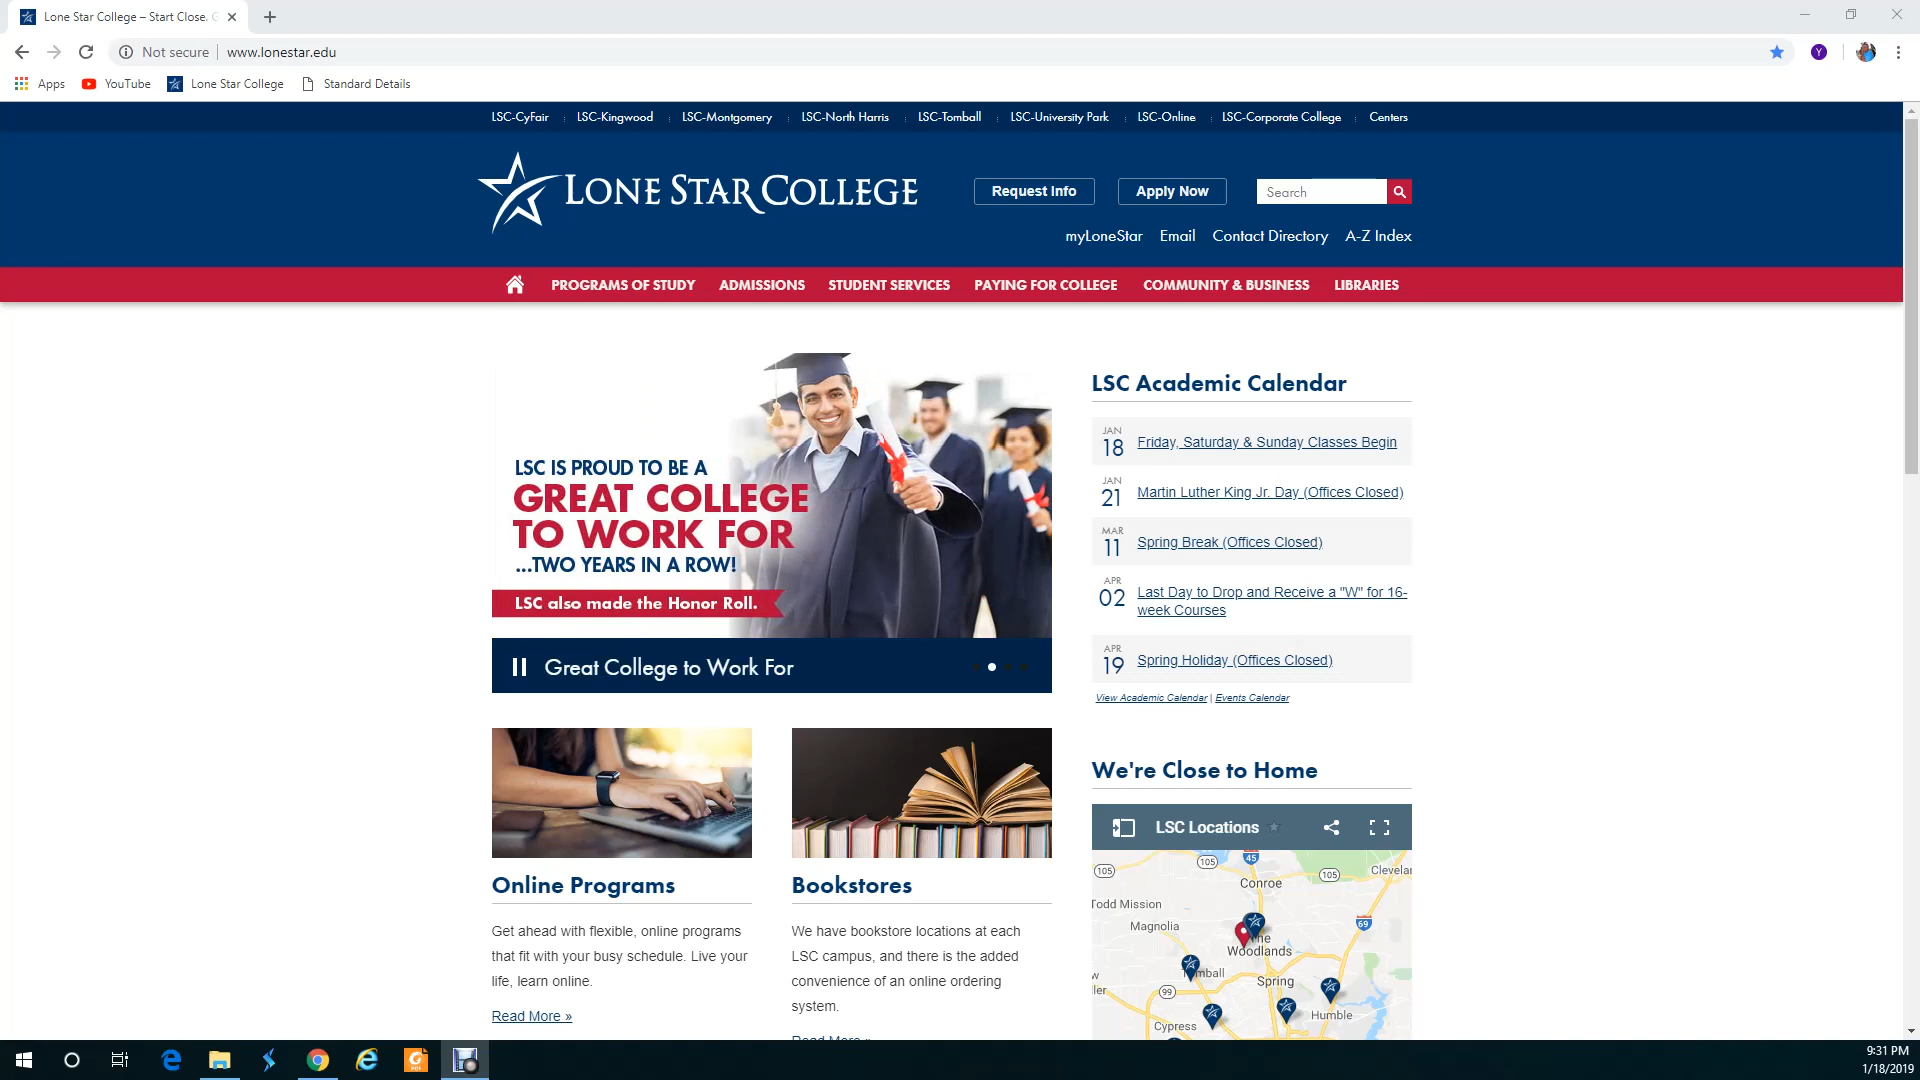 Lone Star College – Start Close. G
Not secure
www.lonestar.edu
Y
Apps
YouTube
Lone Star College
Standard Details
LSC-CyFair
LSC-Kingwood
LSC-Montgomery
LSC-North Harris
LSC-Tomball
LSC-University Park
LSC-Online
LSC-Corporate College
Centers
LONE STAR COLLEGE
Request Info
Apply Now
Search
myLoneStar
Email
Contact Directory
A-Z Index
PROGRAMS OF STUDY
ADMISSIONS
STUDENT SERVICES
PAYING FOR COLLEGE
COMMUNITY & BUSINESS
LIBRARIES
LSC IS PROUD TO BE A
GREAT COLLEGE
TO WORK FOR
...TWO YEARS IN A ROW!
LSC also made the Honor Roll.
Great College to Work For
LSC Academic Calendar
JAN
18
Friday, Saturday & Sunday Classes Begin
JAN
21
Martin Luther King Jr. Day (Offices Closed)
MAR
11
Spring Break (Offices Closed)
APR
02
Last Day to Drop and Receive a "W" for 16-
week Courses
APR
19
Spring Holiday (Offices Closed)
View Academic Calendar | Events Calendar
Online Programs
Get ahead with flexible, online programs
that fit with your busy schedule. Live your
life, learn online.
Read More »
Bookstores
We have bookstore locations at each
LSC campus, and there is the added
convenience of an online ordering
system.
Read More »
We're Close to Home
LSC Locations
105
105
45
105
Clevelar
Conroe
Todd Mission
Magnolia
69
The
Woodlands
Tomball
Spring
99
Humble
Cypress
9:31 PM
1/18/2019